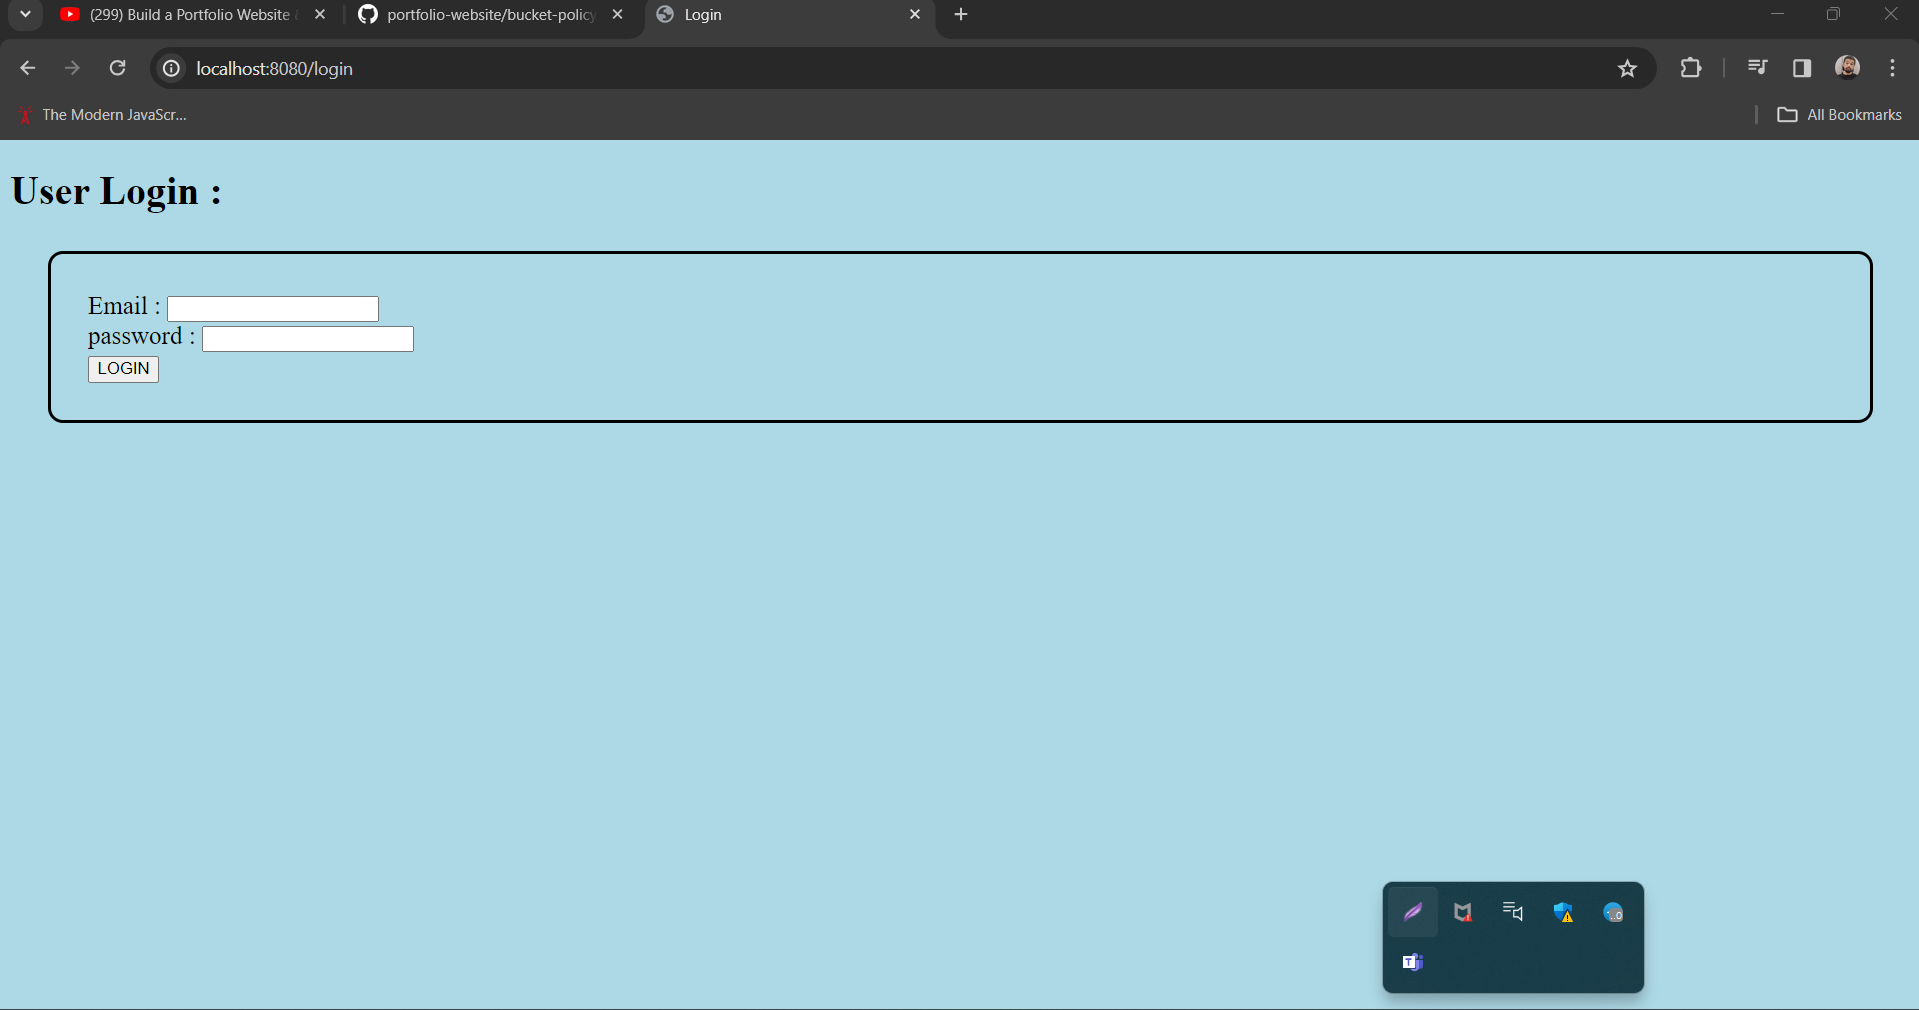 (299) Build a Portfolio Website
portfolio-website/bucket-policy
Login
localhost:8080/login
The Modern JavaScr...
All Bookmarks
User Login :
Email :
password :
LOGIN